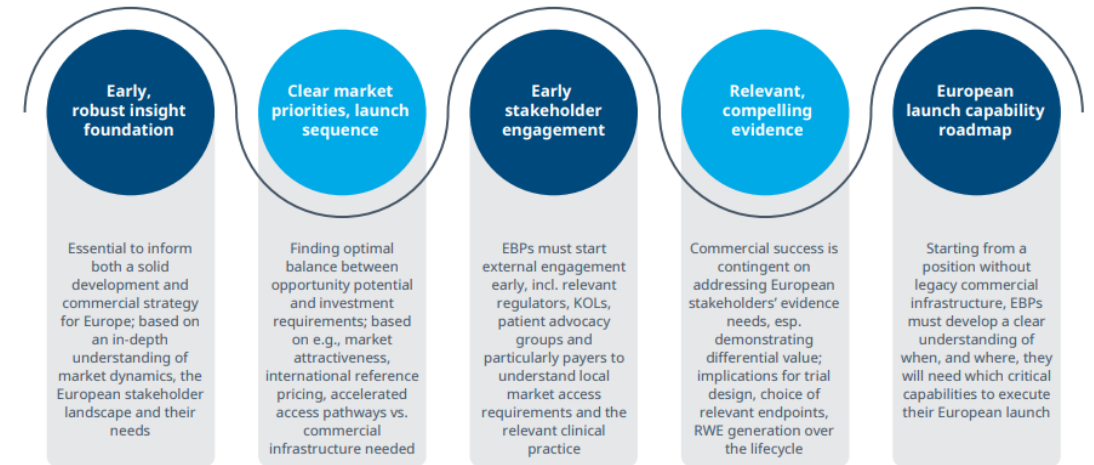 Early,
robust insight
foundation
Essential to inform
both a solid
development and
commercial strategy
for Europe; based on
an in-depth
understanding of
market dynamics, the
European stakeholder
landscape and their
needs
Clear market
priorities, launch
sequence
Finding optimal
balance between
opportunity potential
and investment
requirements; based
on e.g., market
attractiveness,
international reference
pricing, accelerated
access pathways vs.
commercial
infrastructure needed
Early
stakeholder
engagement
EBPs must start
external engagement
early, incl. relevant
regulators, KOLs,
patient advocacy
groups and
particularly payers to
understand local
market access
requirements and the
relevant clinical
practice
Relevant,
compelling
evidence
Commercial success is
contingent on
addressing European
stakeholders’ evidence
needs, esp.
demonstrating
differential value;
implications for trial
design, choice of
relevant endpoints,
RWE generation over
the lifecycle
European
launch capability
roadmap
Starting from a
position without
legacy commercial
infrastructure, EBPs
must develop a clear
understanding of
when, and where, they
will need which critical
capabilities to execute
their European launch